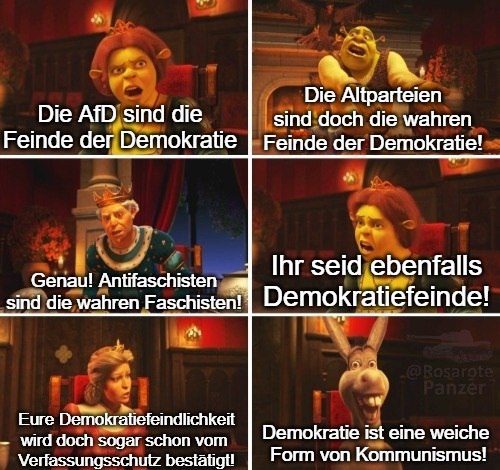 Die AfD sind die
Feinde der Demokratie
Die Altparteien
sind doch die wahren
Feinde der Demokratie!
Genau! Antifaschisten
sind die wahren Faschisten!
Ihr seid ebenfalls
Demokratiefeinde!
Eure Demokratiefeindlichkeit
wird doch sogar schon vom
Verfassungsschutz bestätigt!
@Rosarote
Panzer
Demokratie ist eine weiche
Form von Kommunismus!